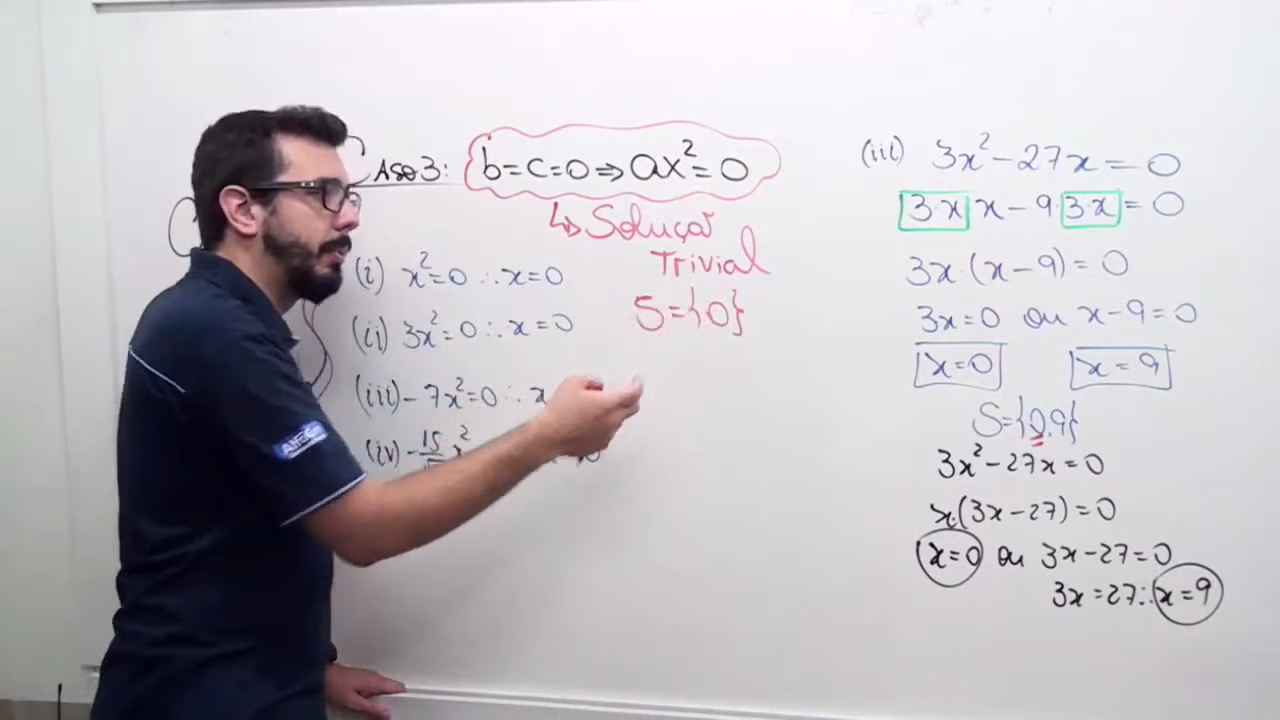 aso 3: b=c=0⇒ax²=0
↳ Solução
Trivial
S={0}
(i) x²=0 ∴ x=0
(ii) 3x²=0 ∴ x=0
(iii) -7x²=0 ∴ x
(iv) -15 x²
(iii) 3x²-27x=0
3·x x-9·3·x=0
3x·(x-9)=0
3x=0 ou x-9=0
x=0 x=9
S={0,9}
3x²-27x=0
x·(3x-27)=0
x=0 ou 3x-27=0
3x=27∴x=9